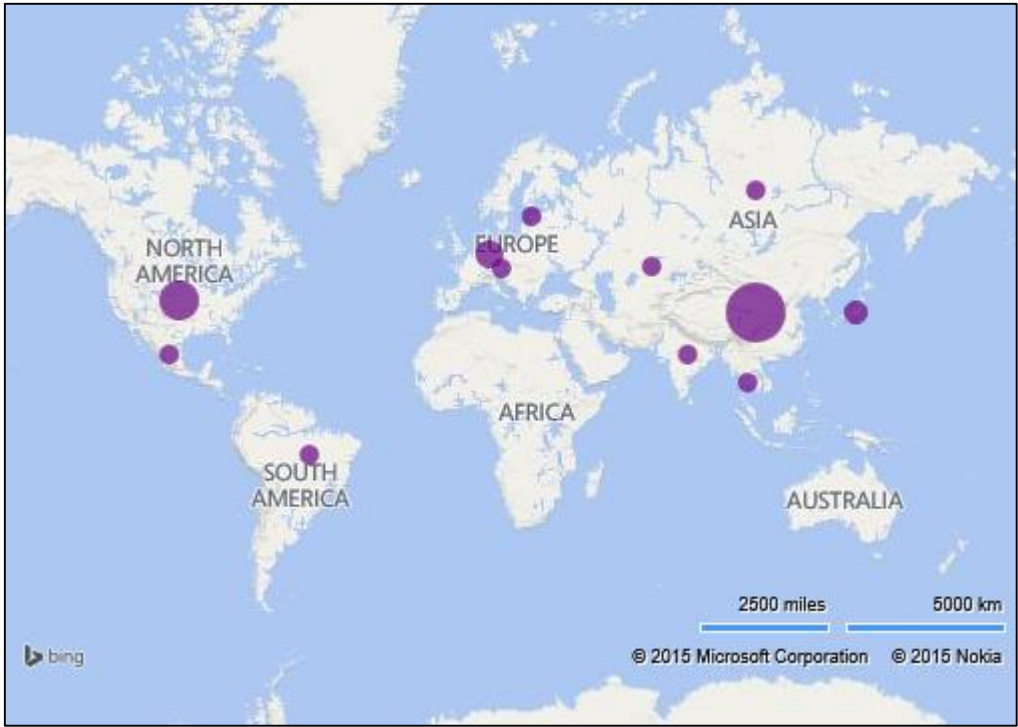 ASIA
EUROPE
NORTH
AMERICA
AFRICA
SOUTH
AMERICA
AUSTRALIA
2500 miles
5000 km
bing
© 2015 Microsoft Corporation
© 2015 Nokia